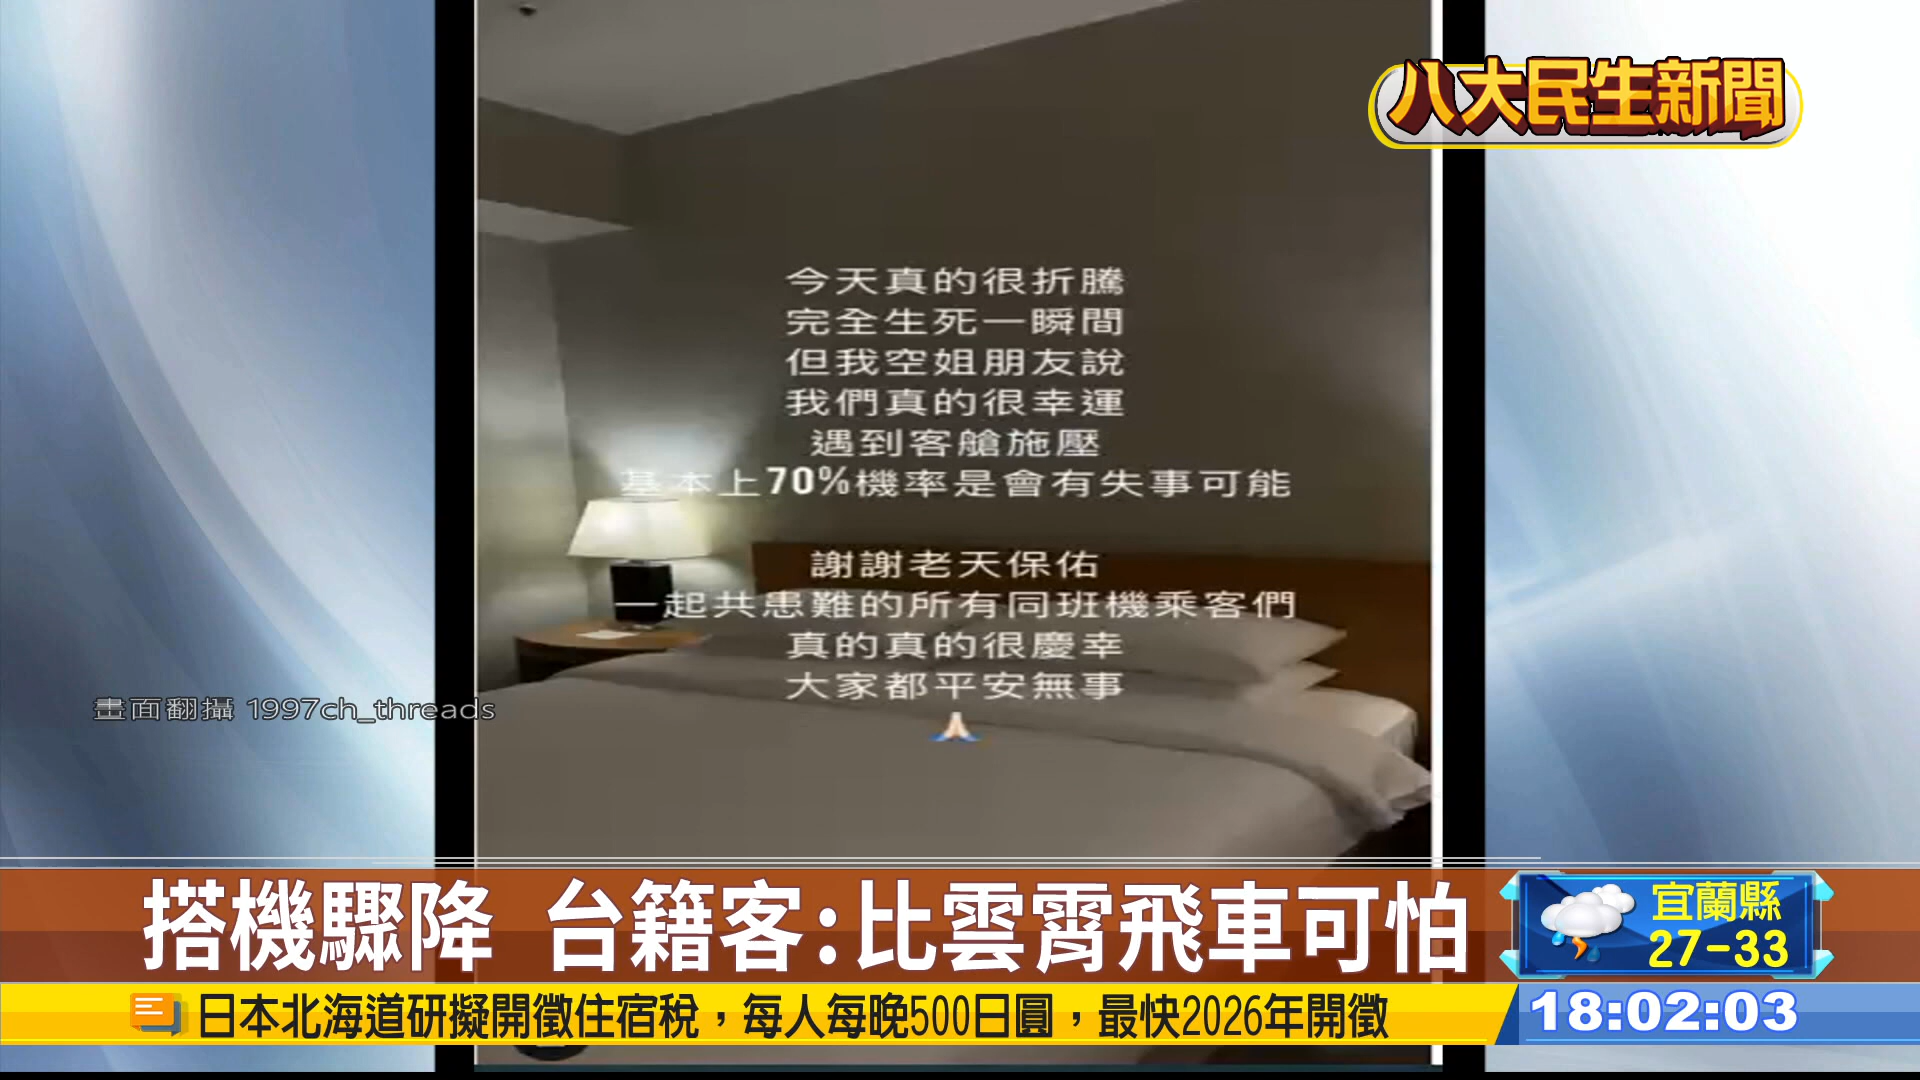 八大民生新聞
今天真的很折騰
完全生死一瞬間
但我空姐朋友說
我們真的很幸運
遇到客艙施壓
基本上70%機率是會有失事可能
謝謝老天保佑
一起共患難的所有同班機乘客們
真的真的很慶幸
大家都平安無事
畫面翻攝 1997ch_threads
搭機驟降 台籍客:比雲霄飛車可怕
宜蘭縣
27-33
日本北海道研擬開徵住宿稅,每人每晚500日圓,最快2026年開徵
18:02:03